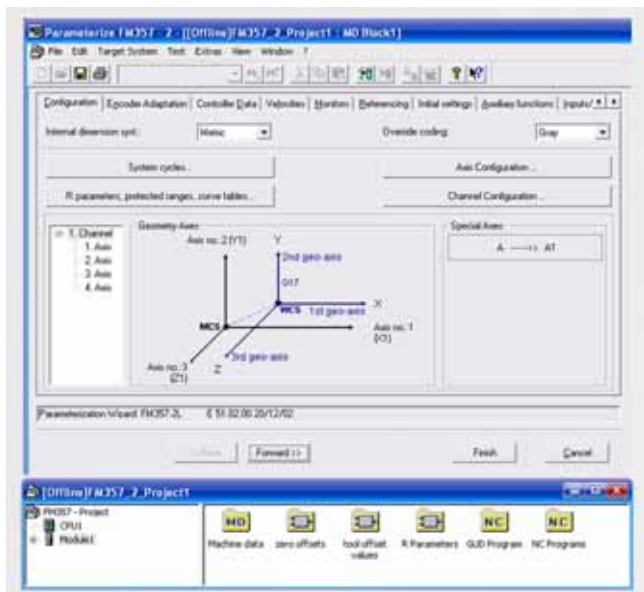 Parameterize FM357 - 2 - [[Offline]FM357_2_Project1 : MD Block1]
File Edit Target System Test Extras View Window ?
Configuration Encoder Adaptation Controller Data Velocities Monitors Referencing Initial settings Auxiliary functions Inputs/
Internal dimension syst.: Metric Override coding: Gray
System cycles... Axis Configuration...
R parameters, protected ranges, curve tables... Channel Configuration...
1. Channel
1. Axis
2. Axis
3. Axis
4. Axis
Geometry Axes
Axis no.:2 (Y1)
Y
2nd geo-axis
G17
WCS 1st geo-axis X
MCS
Axis no.:1 (X1)
3rd geo-axis
Axis no.:3 (Z1)
Z
Special Axes
A ----> A1
Parameterization Wizard FM357-2L
Forward >> Finish Cancel
[Offline]FM357_2_Project1
FM357 - Project
CPU1
Module1
MD
NC
NC
Machine data
zero offsets
tool offset values
R Parameters
GUD Program
NC Programs